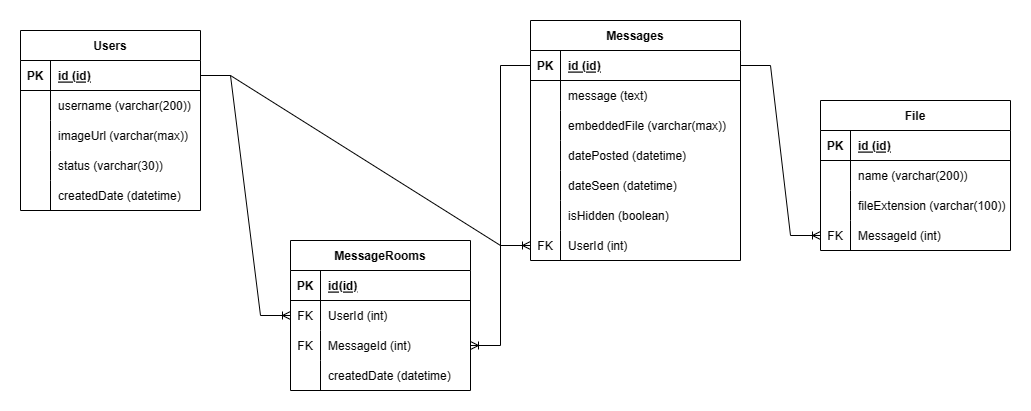 Users
PK id (id)
username (varchar(200))
imageUrl (varchar(max))
status (varchar(30))
createdDate (datetime)
Messages
PK id (id)
message (text)
embeddedFile (varchar(max))
datePosted (datetime)
dateSeen (datetime)
isHidden (boolean)
FK UserId (int)
File
PK id (id)
name (varchar(200))
fileExtension (varchar(100))
FK MessageId (int)
MessageRooms
PK id(id)
FK UserId (int)
FK MessageId (int)
createdDate (datetime)